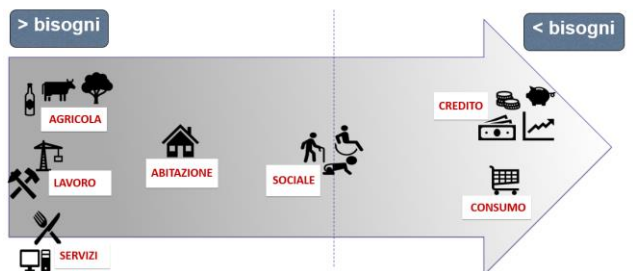 > bisogni
< bisogni
AGRICOLA
CREDITO
LAVORO
ABITAZIONE
SOCIALE
CONSUMO
SERVIZI